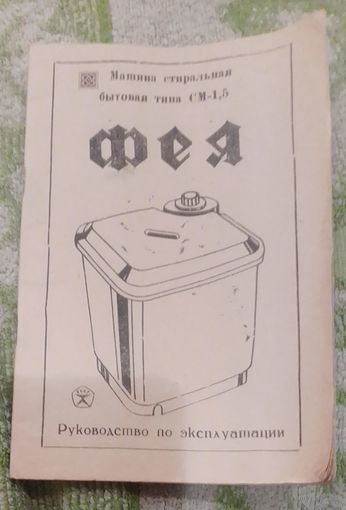 Машина стиральная
бытовая типа СМ-1,5
ФЕЯ
Руководство по эксплуатации